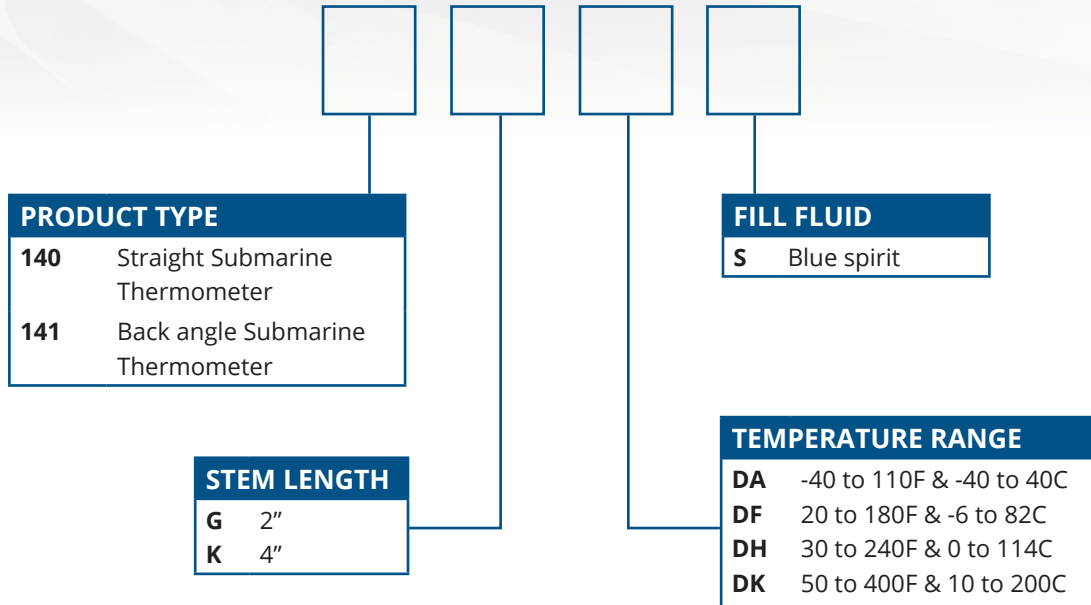 PRODUCT TYPE
140 Straight Submarine
Thermometer
141 Back angle Submarine
Thermometer
FILL FLUID
S Blue spirit
STEM LENGTH
G 2”
K 4”
TEMPERATURE RANGE
DA -40 to 110F & -40 to 40C
DF 20 to 180F & -6 to 82C
DH 30 to 240F & 0 to 114C
DK 50 to 400F & 10 to 200C